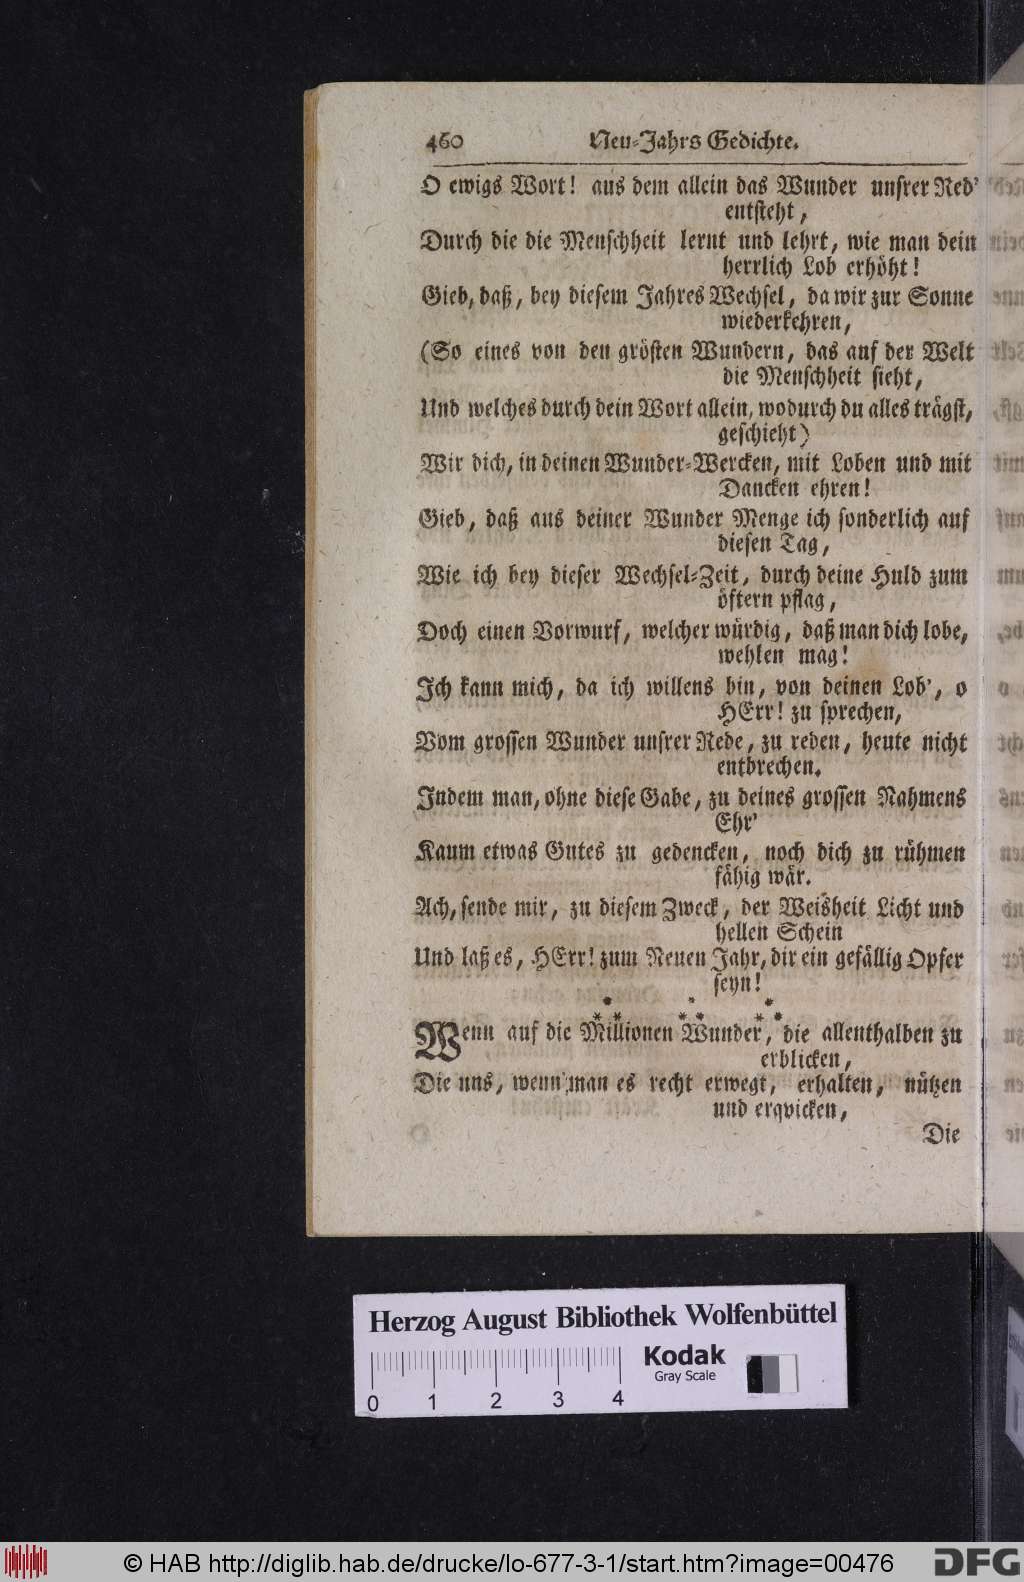 460 Neu-Jahrs Gedichte.
O ewigs Wort! aus dem allein das Wunder unsrer Red'
entsteht,
Durch die die Menschheit lernt und lehrt, wie man dein
herrlich Lob erhöht!
Gieb, daß, bey diesem Jahres Wechsel, da wir zur Sonne
wiederkehren,
(So eines von den grösten Wundern, das auf der Welt
die Menschheit sieht,
Und welches durch dein Wort allein, wodurch du alles trägst,
geschieht)
Wir dich, in deinen Wunder-Wercken, mit Loben und mit
Dancken ehren!
Gieb, daß aus deiner Wunder Menge ich sonderlich auf
diesen Tag,
Wie ich bey dieser Wechsel-Zeit, durch deine Huld zum
öftern pflag,
Doch einen Vorwurf, welcher würdig, daß man dich lobe,
wehlen mag!
Ich kann mich, da ich willens bin, von deinen Lob', o
HErr! zu sprechen,
Vom grossen Wunder unsrer Rede, zu reden, heute nicht
entbrechen.
Indem man, ohne diese Gabe, zu deines grossen Nahmens
Ehr'
Kaum etwas Gutes zu gedencken, noch dich zu rühmen
fähig wär.
Ach, sende mir, zu diesem Zweck, der Weisheit Licht und
hellen Schein
Und laß es, HErr! zum Neuen Jahr, dir ein gefällig Opfer
seyn!
* * *
** ** **
Wenn auf die Millionen Wunder, die allenthalben zu
erblicken,
Die uns, wenn man es recht erwegt, erhalten, nützen
und erqvicken,
Die
Herzog August Bibliothek Wolfenbüttel
Kodak
Gray Scale
0 1 2 3 4
© HAB http://diglib.hab.de/drucke/lo-677-3-1/start.htm?image=00476
DFG